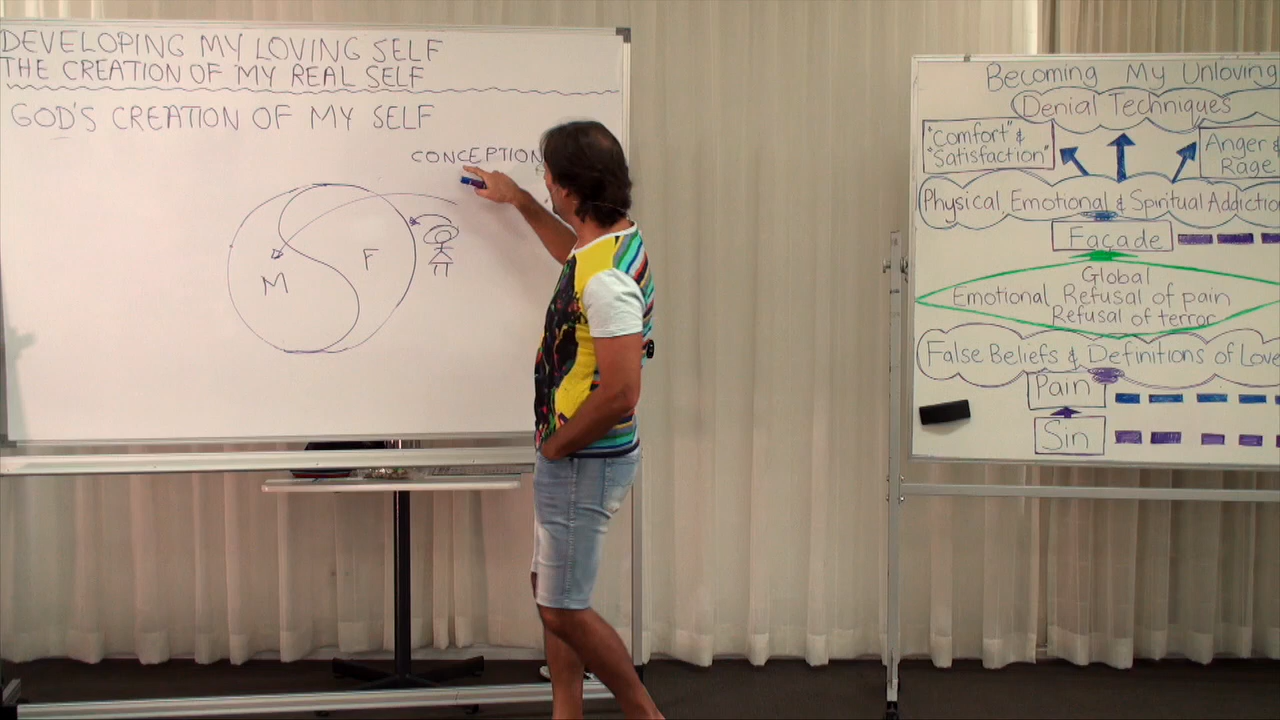 DEVELOPING MY LOVING SELF
THE CREATION OF MY REAL SELF
GOD'S CREATION OF MY SELF
CONCEPTION
M
F
Becoming My Unloving
Denial Techniques
"Comfort" &
"Satisfaction"
Anger &
Rage
Physical, Emotional & Spiritual Addictio
Façade
Global
Emotional Refusal of pain
Refusal of terror
False Beliefs & Definitions of Love
Pain
Sin